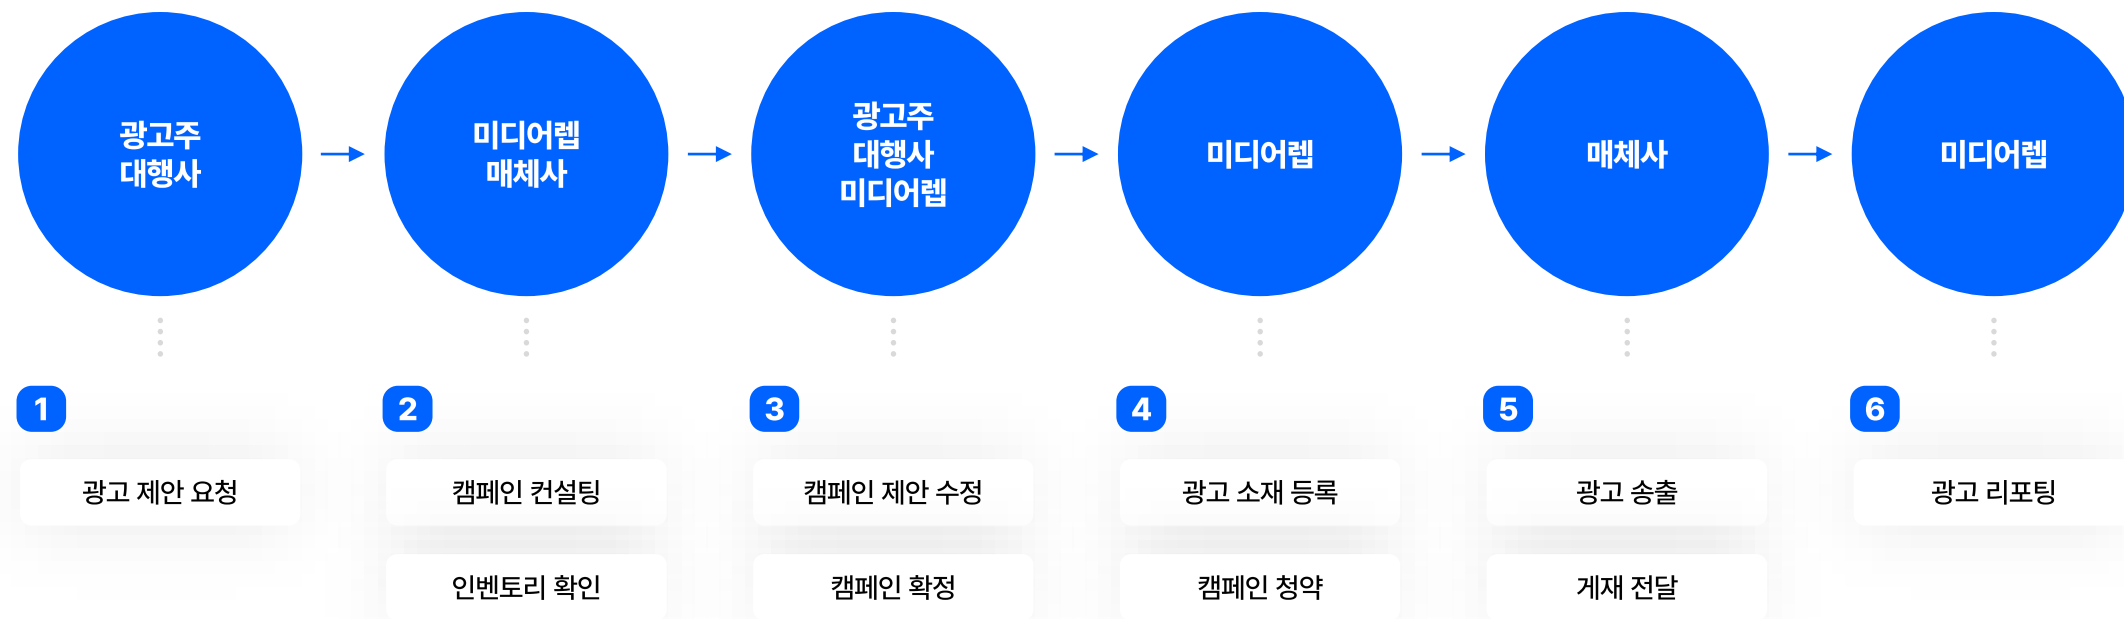 광고주
대행사
미디어렙
매체사
광고주
대행사
미디어렙
미디어렙
매체사
미디어렙
1
2
3
4
5
6
광고 제안 요청
캠페인 컨설팅
캠페인 제안 수정
광고 소재 등록
광고 송출
광고 리포팅
인벤토리 확인
캠페인 확정
캠페인 청약
게재 전달